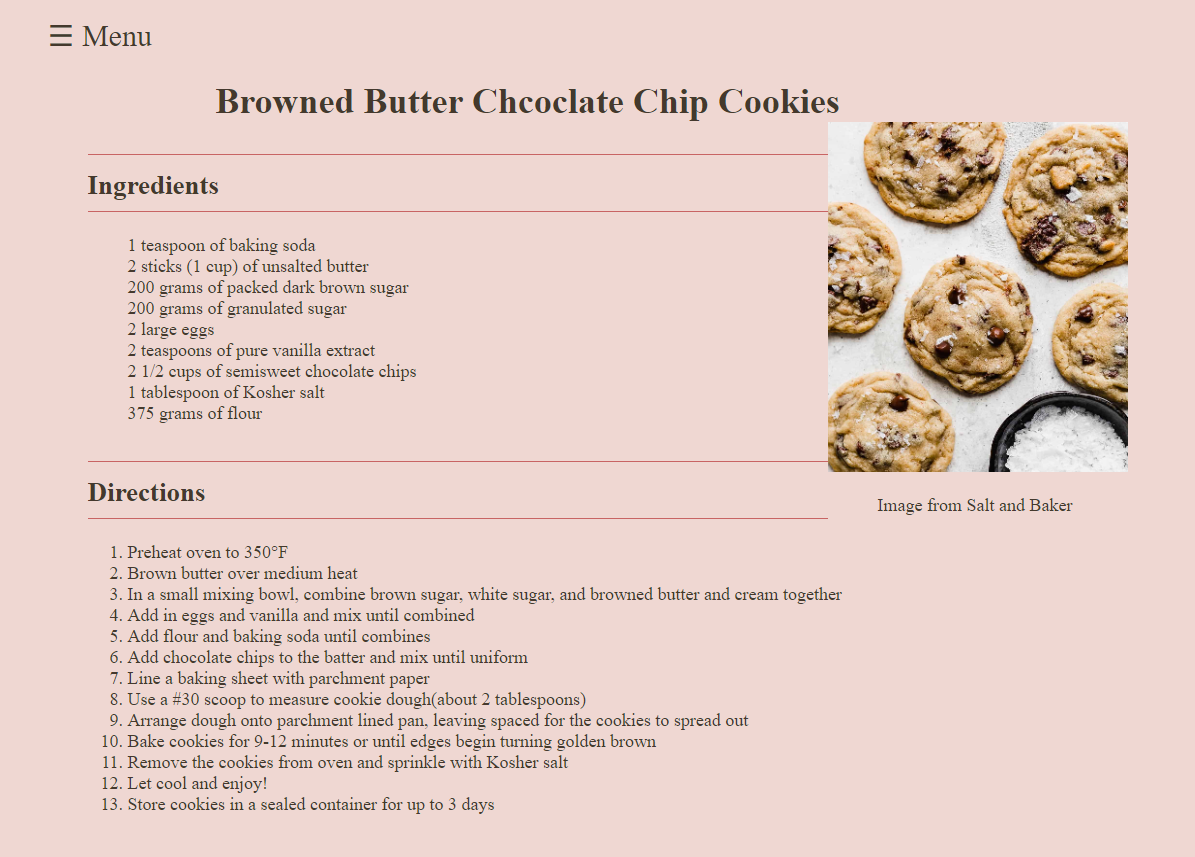 ☰ Menu
Browned Butter Chcoclate Chip Cookies
Ingredients
1 teaspoon of baking soda
2 sticks (1 cup) of unsalted butter
200 grams of packed dark brown sugar
200 grams of granulated sugar
2 large eggs
2 teaspoons of pure vanilla extract
2 1/2 cups of semisweet chocolate chips
1 tablespoon of Kosher salt
375 grams of flour
Image from Salt and Baker
Directions
1. Preheat oven to 350°F
2. Brown butter over medium heat
3. In a small mixing bowl, combine brown sugar, white sugar, and browned butter and cream together
4. Add in eggs and vanilla and mix until combined
5. Add flour and baking soda until combines
6. Add chocolate chips to the batter and mix until uniform
7. Line a baking sheet with parchment paper
8. Use a #30 scoop to measure cookie dough(about 2 tablespoons)
9. Arrange dough onto parchment lined pan, leaving spaced for the cookies to spread out
10. Bake cookies for 9-12 minutes or until edges begin turning golden brown
11. Remove the cookies from oven and sprinkle with Kosher salt
12. Let cool and enjoy!
13. Store cookies in a sealed container for up to 3 days